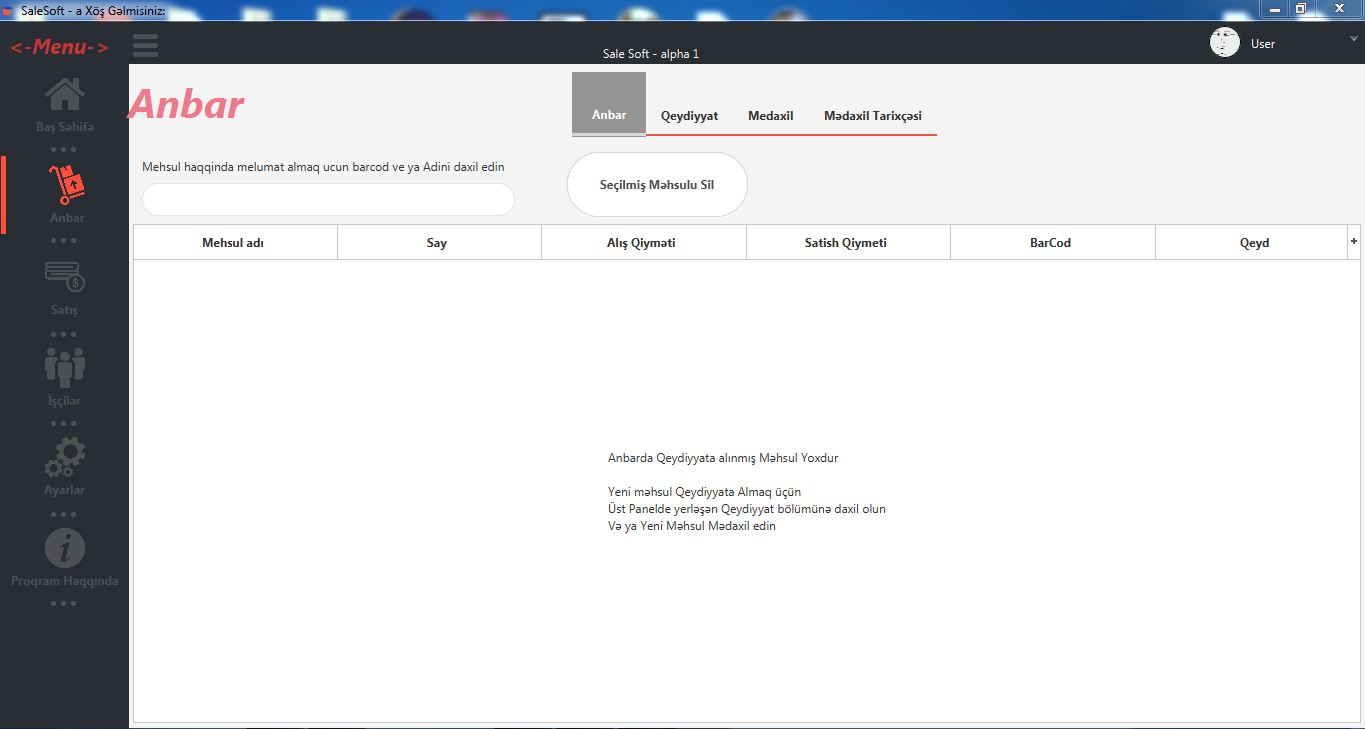 SaleSoft - a Xöş Gəlmisiniz:
<-Menu->
Sale Soft - alpha 1
User
Anbar
Anbar
Qeydiyyat
Medaxil
Mədaxil Tarixçəsi
Baş Səhifə
Anbar
Satış
İşçilər
Ayarlar
Proqram Haqqında
Mehsul haqqinda melumat almaq ucun barcod ve ya Adini daxil edin
Seçilmiş Məhsulu Sil
Mehsul adı
Say
Alış Qiyməti
Satish Qiymeti
BarCod
Qeyd
+
Anbarda Qeydiyyata alınmış Məhsul Yoxdur
Yeni məhsul Qeydiyyata Almaq üçün
Üst Panelde yerləşən Qeydiyyat bölümünə daxil olun
Və ya Yeni Məhsul Mədaxil edin